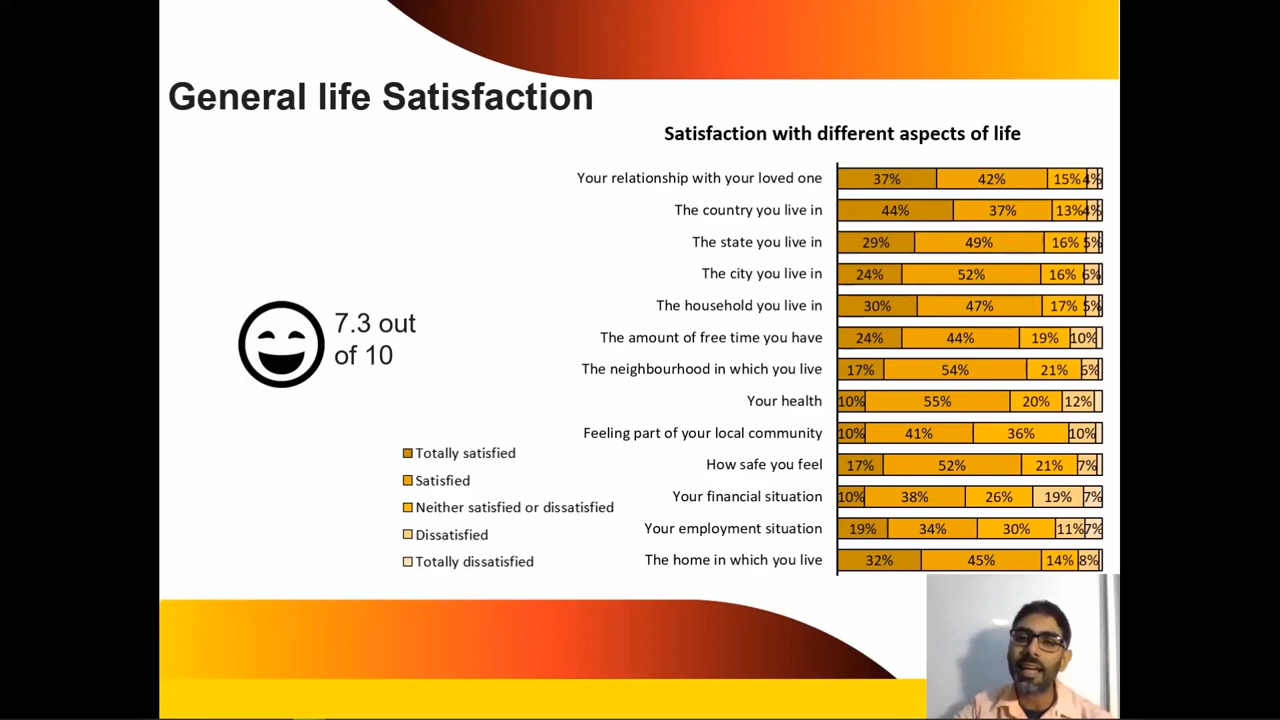 General life Satisfaction
Satisfaction with different aspects of life
Your relationship with your loved one 37% 42% 15% 4%
The country you live in 44% 37% 13% 4%
The state you live in 29% 49% 16% 5%
The city you live in 24% 52% 16% 6%
The household you live in 30% 47% 17% 5%
The amount of free time you have 24% 44% 19% 10%
The neighbourhood in which you live 17% 54% 21% 6%
Your health 10% 55% 20% 12%
Feeling part of your local community 10% 41% 36% 10%
How safe you feel 17% 52% 21% 7%
Your financial situation 10% 38% 26% 19% 7%
Your employment situation 19% 34% 30% 11% 7%
The home in which you live 32% 45% 14% 8%
7.3 out
of 10
Totally satisfied
Satisfied
Neither satisfied or dissatisfied
Dissatisfied
Totally dissatisfied